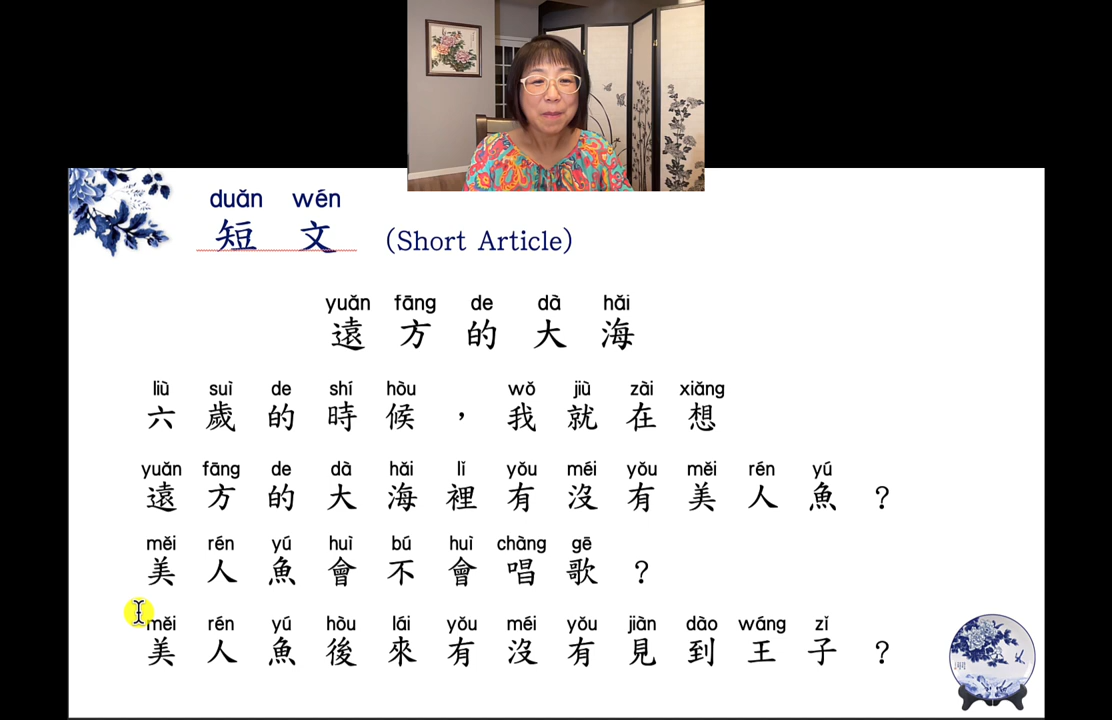 duǎn wén
短文 (Short Article)
yuǎn fāng de dà hǎi
遠方的大海
liù suì de shí hòu wǒ jiù zài xiǎng
六歲的時候，我就在想
yuǎn fāng de dà hǎi lǐ yǒu méi yǒu měi rén yú
遠方的大海裡有沒有美人魚？
měi rén yú huì bú huì chàng gē
美人魚會不會唱歌？
měi rén yú hòu lái yǒu méi yǒu jiàn dào wáng zǐ
美人魚後來有沒有見到王子？